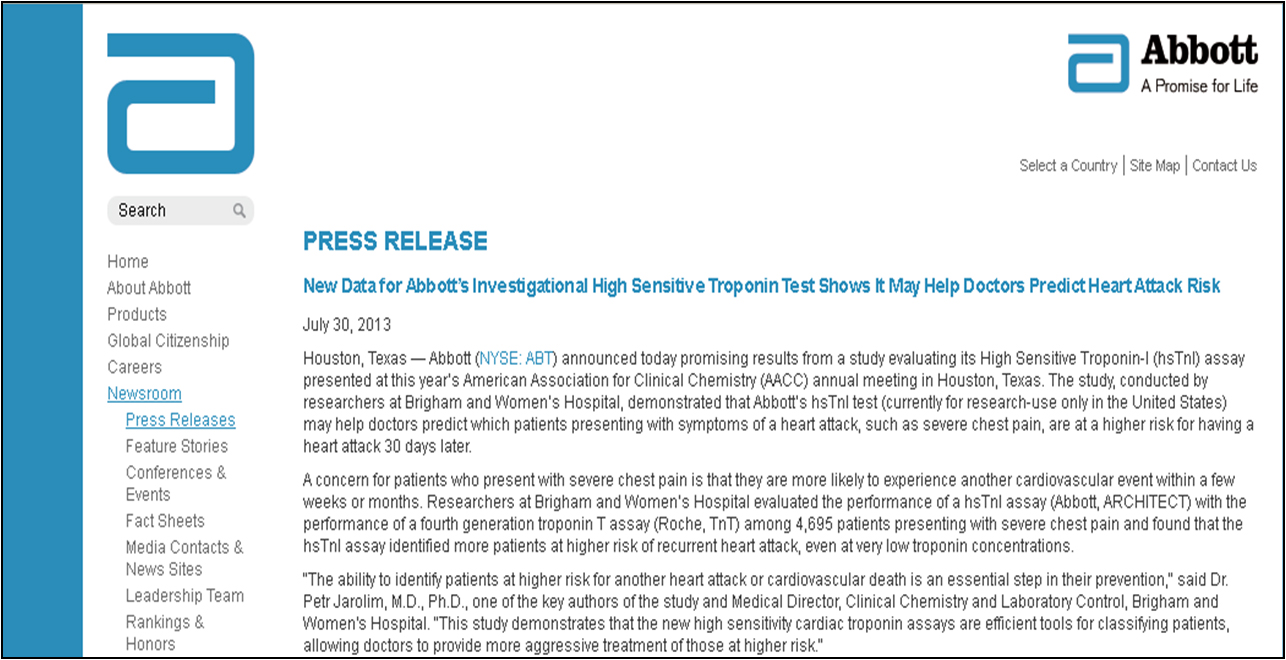 Abbott
A Promise for Life
Select a Country | Site Map | Contact Us
Search
Home
About Abbott
Products
Global Citizenship
Careers
Newsroom
Press Releases
Feature Stories
Conferences &
Events
Fact Sheets
Media Contacts &
News Sites
Leadership Team
Rankings &
Honors
PRESS RELEASE
New Data for Abbott's Investigational High Sensitive Troponin Test Shows It May Help Doctors Predict Heart Attack Risk
July 30, 2013
Houston, Texas — Abbott (NYSE: ABT) announced today promising results from a study evaluating its High Sensitive Troponin-I (hsTnI) assay
presented at this year's American Association for Clinical Chemistry (AACC) annual meeting in Houston, Texas. The study, conducted by
researchers at Brigham and Women's Hospital, demonstrated that Abbott's hsTnI test (currently for research-use only in the United States)
may help doctors predict which patients presenting with symptoms of a heart attack, such as severe chest pain, are at a higher risk for having a
heart attack 30 days later.
A concern for patients who present with severe chest pain is that they are more likely to experience another cardiovascular event within a few
weeks or months. Researchers at Brigham and Women's Hospital evaluated the performance of a hsTnI assay (Abbott, ARCHITECT) with the
performance of a fourth generation troponin T assay (Roche, TnT) among 4,695 patients presenting with severe chest pain and found that the
hsTnI assay identified more patients at higher risk of recurrent heart attack, even at very low troponin concentrations.
"The ability to identify patients at higher risk for another heart attack or cardiovascular death is an essential step in their prevention," said Dr.
Petr Jarolim, M.D., Ph.D., one of the key authors of the study and Medical Director, Clinical Chemistry and Laboratory Control, Brigham and
Women's Hospital. "This study demonstrates that the new high sensitivity cardiac troponin assays are efficient tools for classifying patients,
allowing doctors to provide more aggressive treatment of those at higher risk."